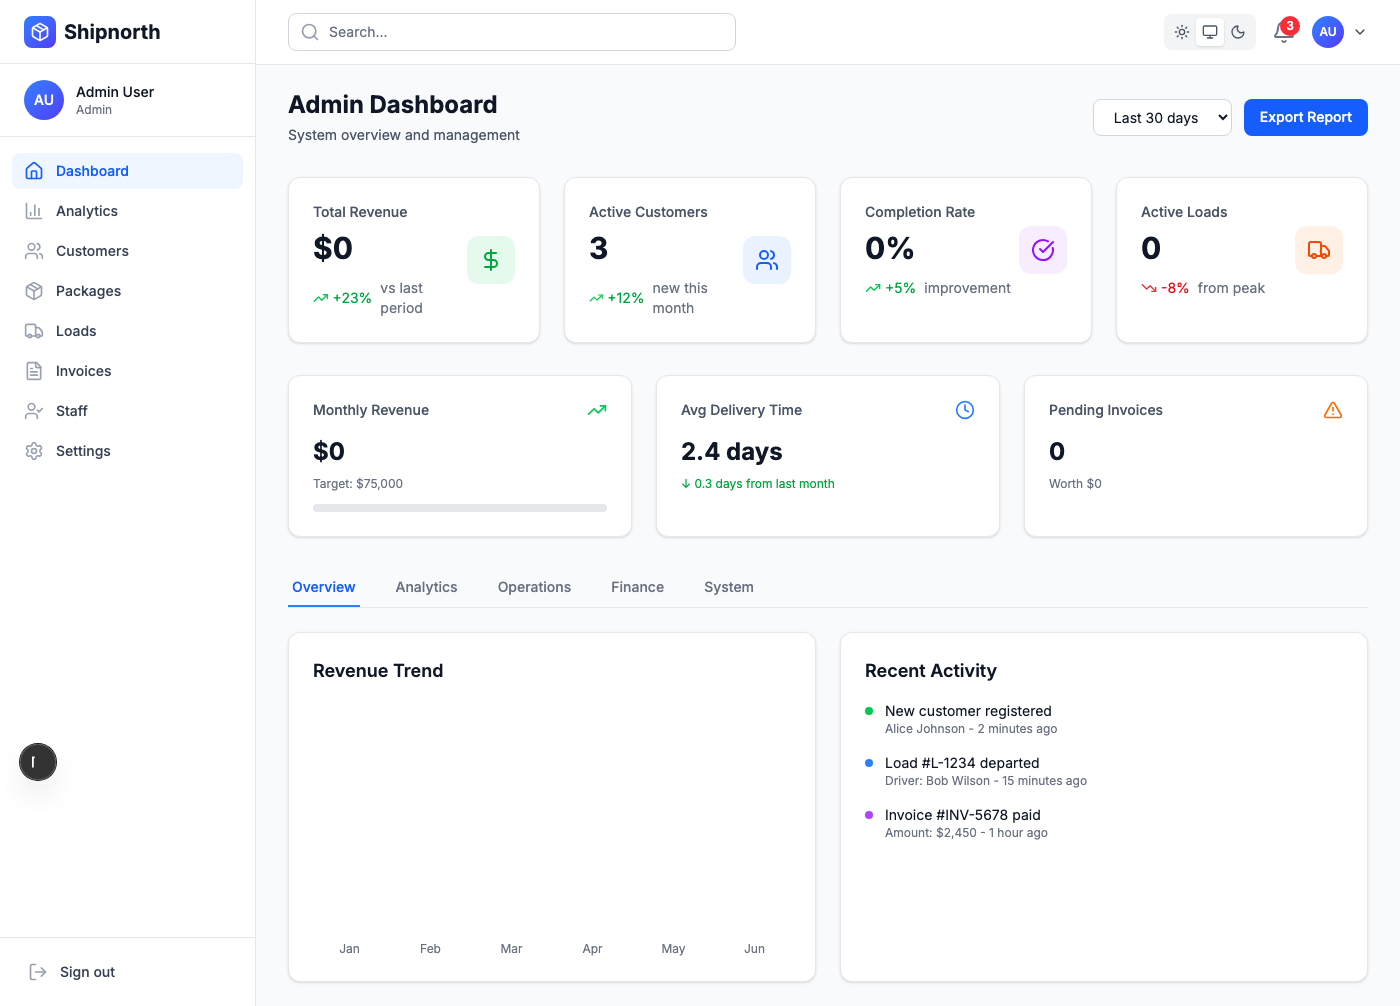 Shipnorth
Search...
3
AU
AU
Admin User
Admin
Dashboard
Analytics
Customers
Packages
Loads
Invoices
Staff
Settings
Sign out
Admin Dashboard
System overview and management
Last 30 days
Export Report
Total Revenue
$0
+23% vs last
period
Active Customers
3
+12% new this
month
Completion Rate
0%
+5% improvement
Active Loads
0
-8% from peak
Monthly Revenue
$0
Target: $75,000
Avg Delivery Time
2.4 days
↓ 0.3 days from last month
Pending Invoices
0
Worth $0
Overview
Analytics
Operations
Finance
System
Revenue Trend
Jan Feb Mar Apr May Jun
Recent Activity
New customer registered
Alice Johnson - 2 minutes ago
Load #L-1234 departed
Driver: Bob Wilson - 15 minutes ago
Invoice #INV-5678 paid
Amount: $2,450 - 1 hour ago